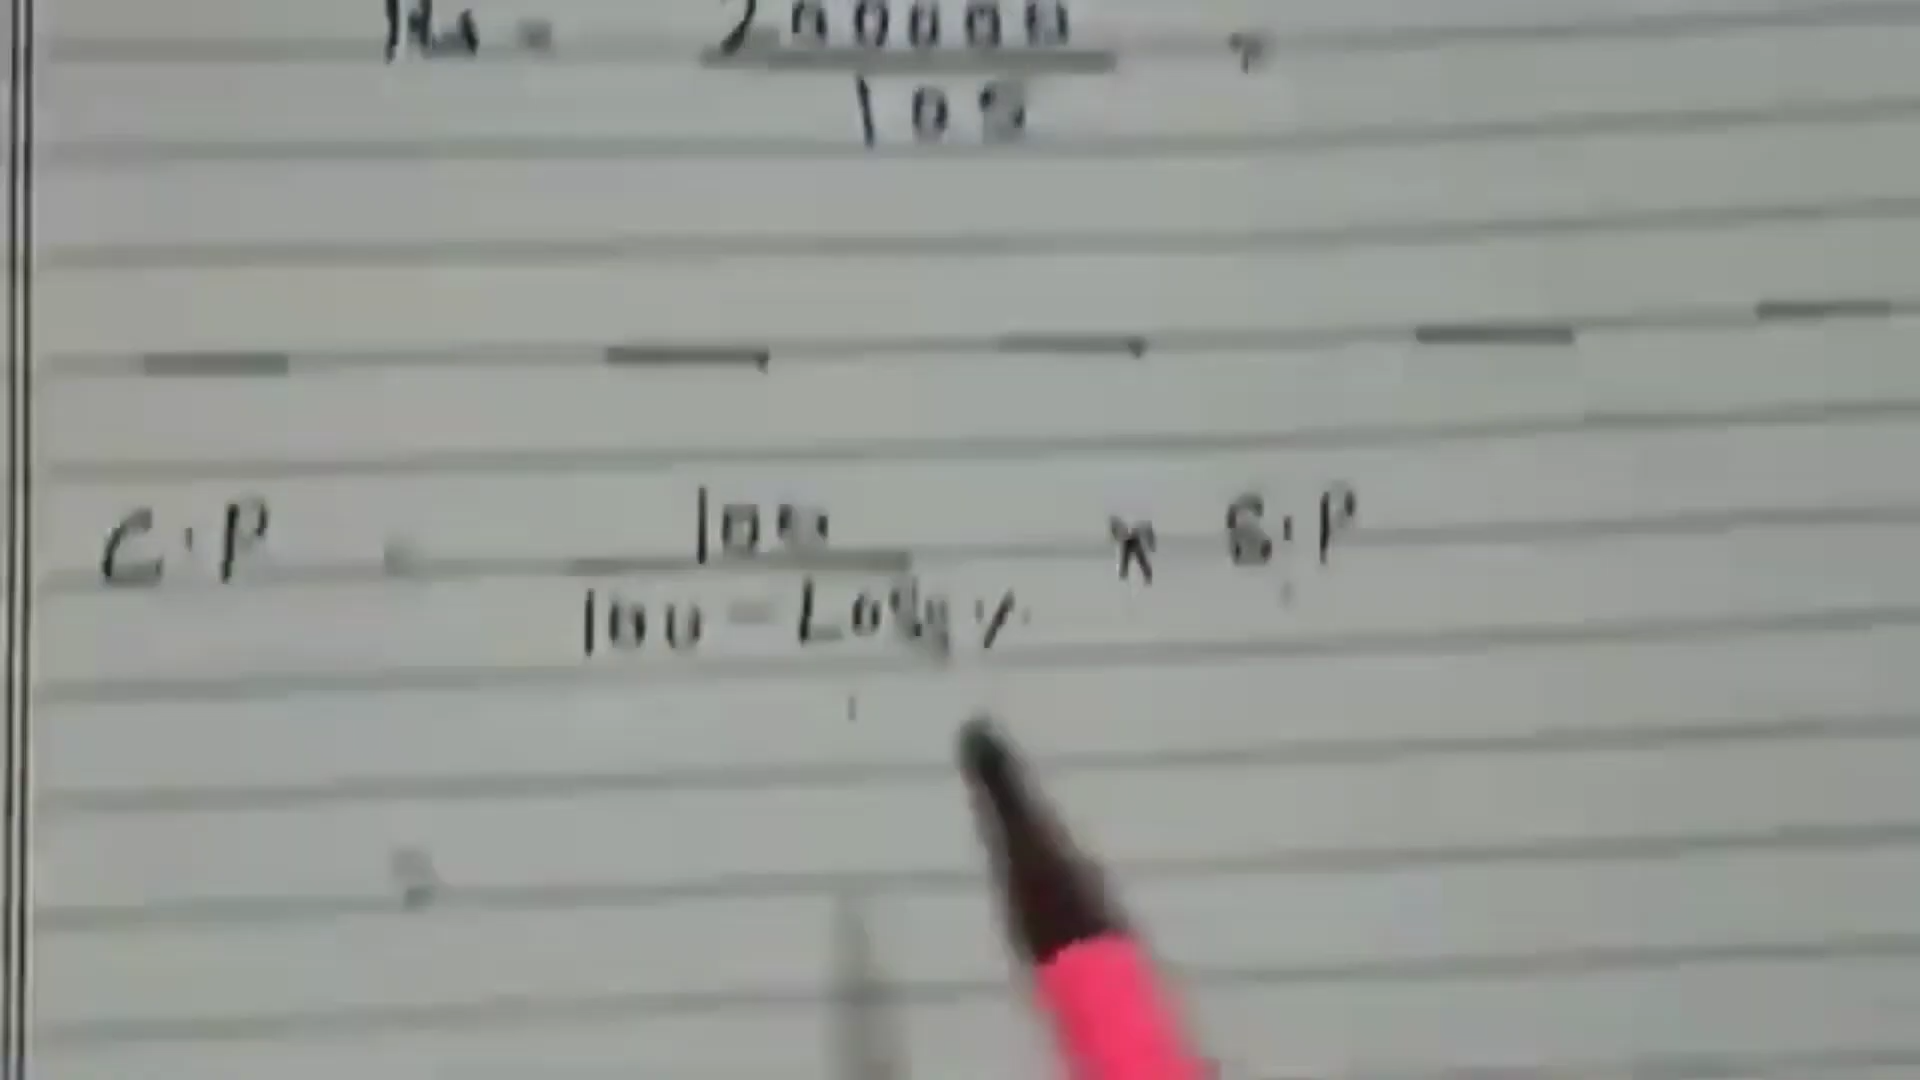 Rs = 200000 / 105 =
C.P = 100 / 100 - Loss % × S.P
=